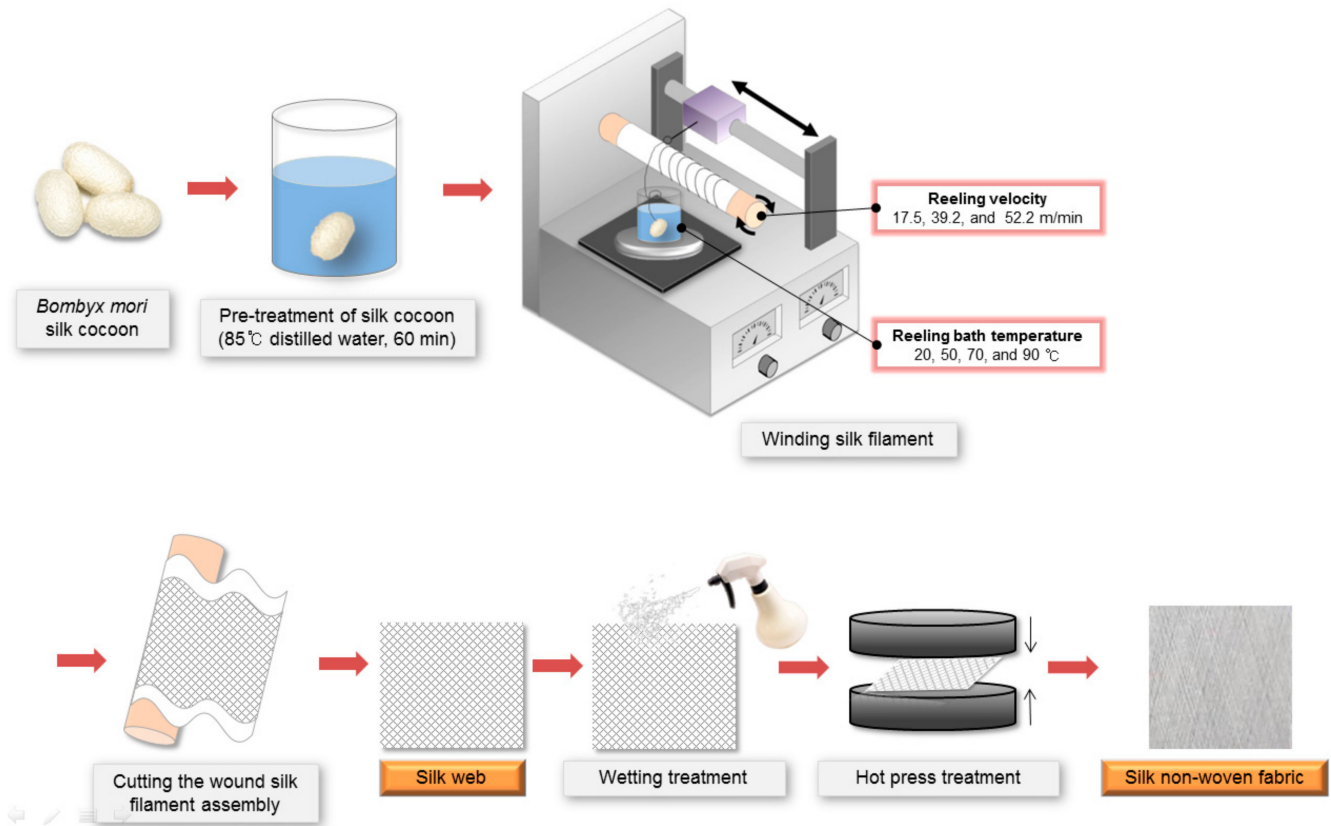 Bombyx mori
silk cocoon
Pre-treatment of silk cocoon
(85℃ distilled water, 60 min)
Reeling velocity
17.5, 39.2, and 52.2 m/min
Reeling bath temperature
20, 50, 70, and 90 ℃
Winding silk filament
Cutting the wound silk
filament assembly
Silk web
Wetting treatment
Hot press treatment
Silk non-woven fabric